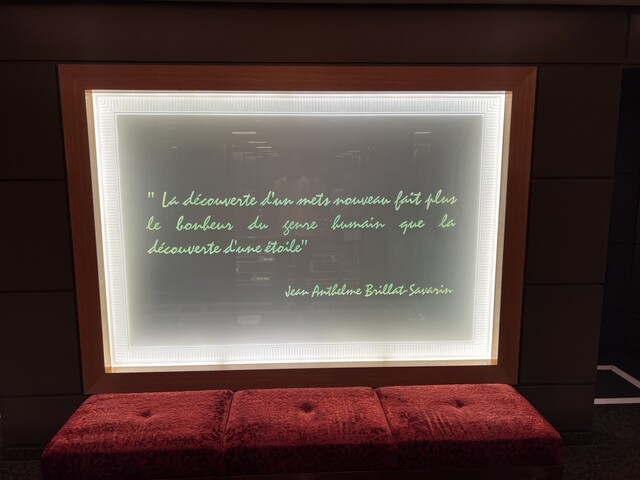 " La découverte d'un mets nouveau fait plus
le bonheur du genre humain que la
découverte d'une étoile"
Jean Anthelme Brillat-Savarin